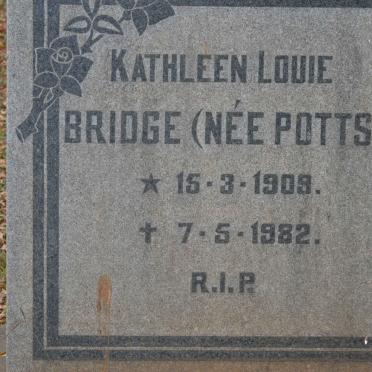 KATHLEEN LOUIE
BRIDGE (NÉE POTTS
★ 15·3·1909.
✝ 7·5·1982.
R.I.P.